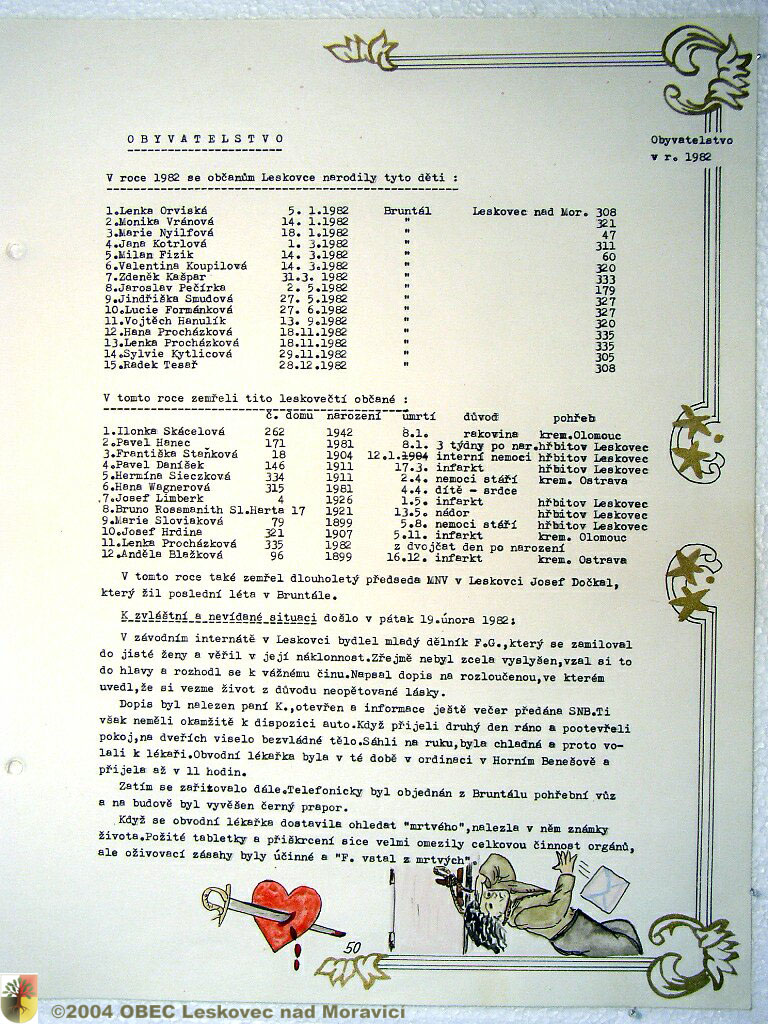 O B Y V A T E L S T V O
Obyvatelstvo
v r. 1982
V roce 1982 se občanům Leskovce narodily tyto děti :
1.Lenka Orviská 5. 1.1982 Bruntál Leskovec nad Mor. 308
2.Monika Vránová 14. 1.1982 " 321
3.Marie Nyilfová 18. 1.1982 " 47
4.Jana Kotrlová 1. 3.1982 " 311
5.Milan Fizik 14. 3.1982 " 60
6.Valentina Koupilová 14. 3.1982 " 320
7.Zdeněk Kašpar 31.3. 1982 " 333
8.Jaroslav Pečírka 2. 5.1982 " 179
9.Jindřiška Smudová 27. 5.1982 " 327
10.Lucie Formánková 27. 6.1982 " 327
11.Vojtěch Hanulík 13. 9.1982 " 320
12.Hana Procházková 18.11.1982 " 335
13.Lenka Procházková 18.11.1982 " 335
14.Sylvie Kytlicová 29.11.1982 " 305
15.Radek Tesař 28.12.1982 " 308
V tomto roce zemřeli tito leskovečtí občané :
č. domu narození úmrtí důvod pohřeb
1.Ilonka Skácelová 262 1942 8.1. rakovina krem.Olomouc
2.Pavel Hanec 171 1981 8.1. 3 týdny po nar.hřbitov Leskovec
3.Františka Staňková 18 1904 12.1.1904 interní nemoci hřbitov Leskovec
4.Pavel Daníšek 146 1911 17.3. infarkt hřbitov Leskovec
5.Hermína Sieczková 334 1911 2.4. nemoci stáří krem. Ostrava
6.Hana Wagnerová 315 1981 4.4. dítě - srdce
7.Josef Limberk 4 1926 1.5. infarkt hřbitov Leskovec
8.Bruno Rossmanith Sl.Harta 17 1921 13.5. nádor hřbitov Leskovec
9.Marie Sloviaková 79 1899 5.8. nemoci stáří hřbitov Leskovec
10.Josef Hrdina 321 1907 5.11. infarkt krem. Olomouc
11.Lenka Procházková 335 1982 z dvojčat den po narození
12.Anděla Blažková 96 1899 16.12. infarkt krem. Ostrava
V tomto roce také zemřel dlouholetý předseda MNV v Leskovci Josef Dočkal,
který žil poslední léta v Bruntále.
K zvláštní a nevídané situaci došlo v pátek 19.února 1982:
V závodním internátě v Leskovci bydlel mladý dělník F.G.,který se zamiloval
do jisté ženy a věřil v její náklonnost.Zřejmě nebyl zcela vyslyšen,vzal si to
do hlavy a rozhodl se k vážnému činu.Napsal dopis na rozloučenou,ve kterém
uvedl,že si vezme život z důvodu neopětované lásky.
Dopis byl nalezen paní K.,otevřen a informace ještě večer předána SNB.Ti
však neměli okamžitě k dispozici auto.Když přijeli druhý den ráno a pootevřeli
pokoj,na dveřích viselo bezvládné tělo.Sáhli na ruku,byla chladná a proto vo-
lali k lékaři.Obvodní lékařka byla v té době v ordinaci v Horním Benešově a
přijela až v 11 hodin.
Zatím se zařizovalo dále.Telefonicky byl objednán z Bruntálu pohřební vůz
a na budově byl vyvěšen černý prapor.
Když se obvodní lékařka dostavila ohledat "mrtvého",nalezla v něm známky
života.Požité tabletky a přiškrcení sice velmi omezily celkovou činnost orgánů,
ale oživovací zásahy byly účinné a "F. vstal z mrtvých".
50
©2004 OBEC Leskovec nad Moravicí